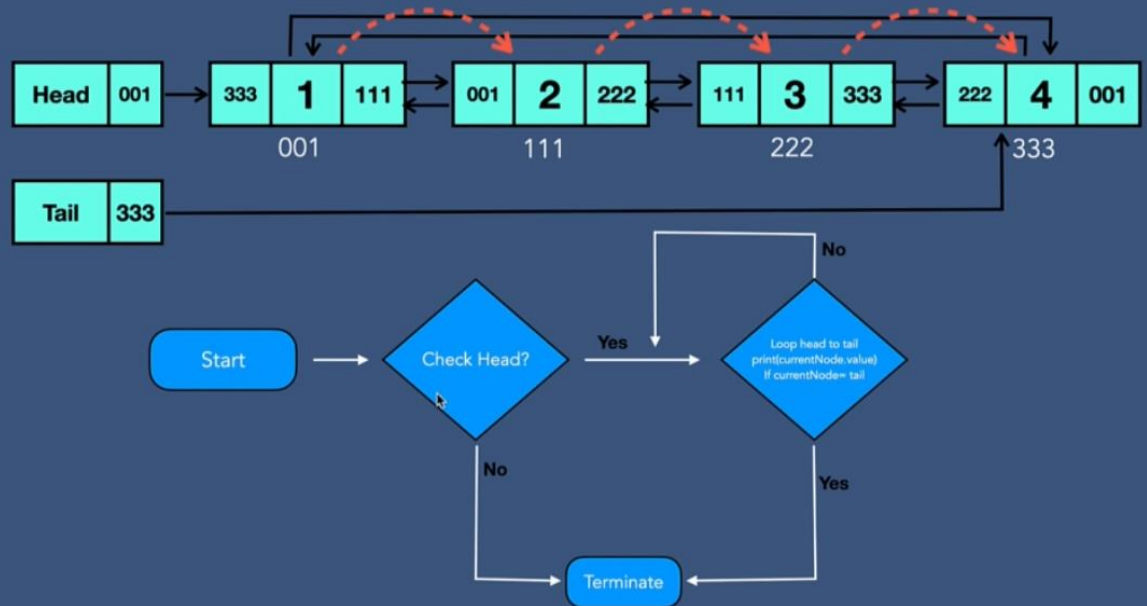 Head 001
333 1 111
001 2 222
111 3 333
222 4 001
001
111
222
333
Tail 333
Start
Check Head?
Yes
No
Loop head to tail
print(currentNode.value)
If currentNode= tail
No
Yes
Terminate